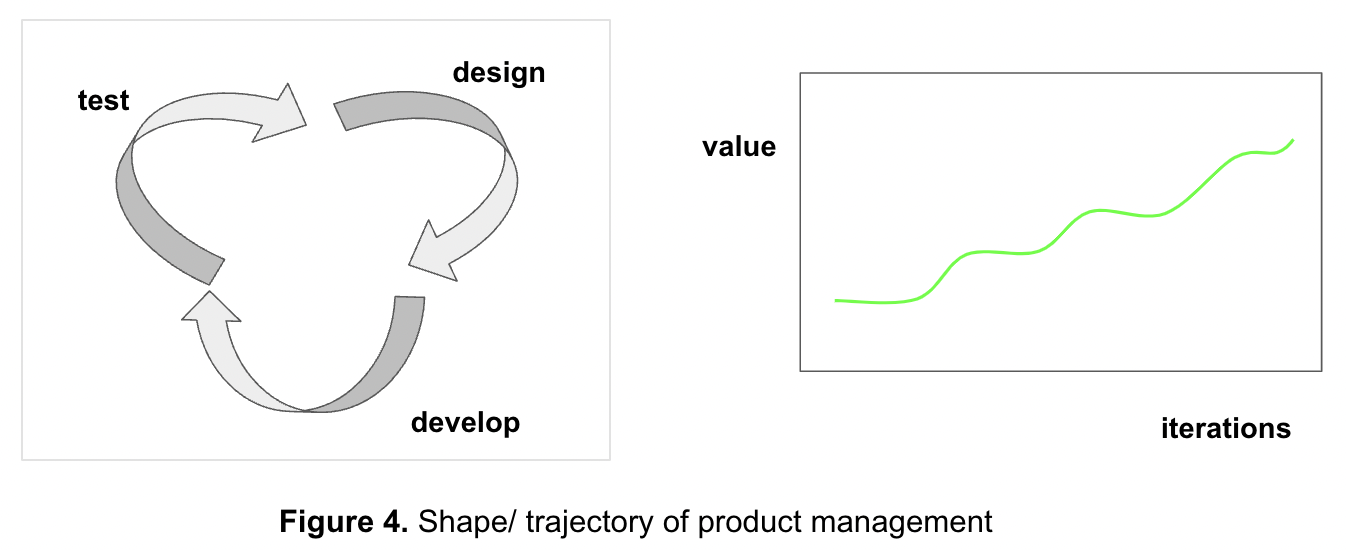 design
test
develop
value
iterations
Figure 4. Shape/ trajectory of product management